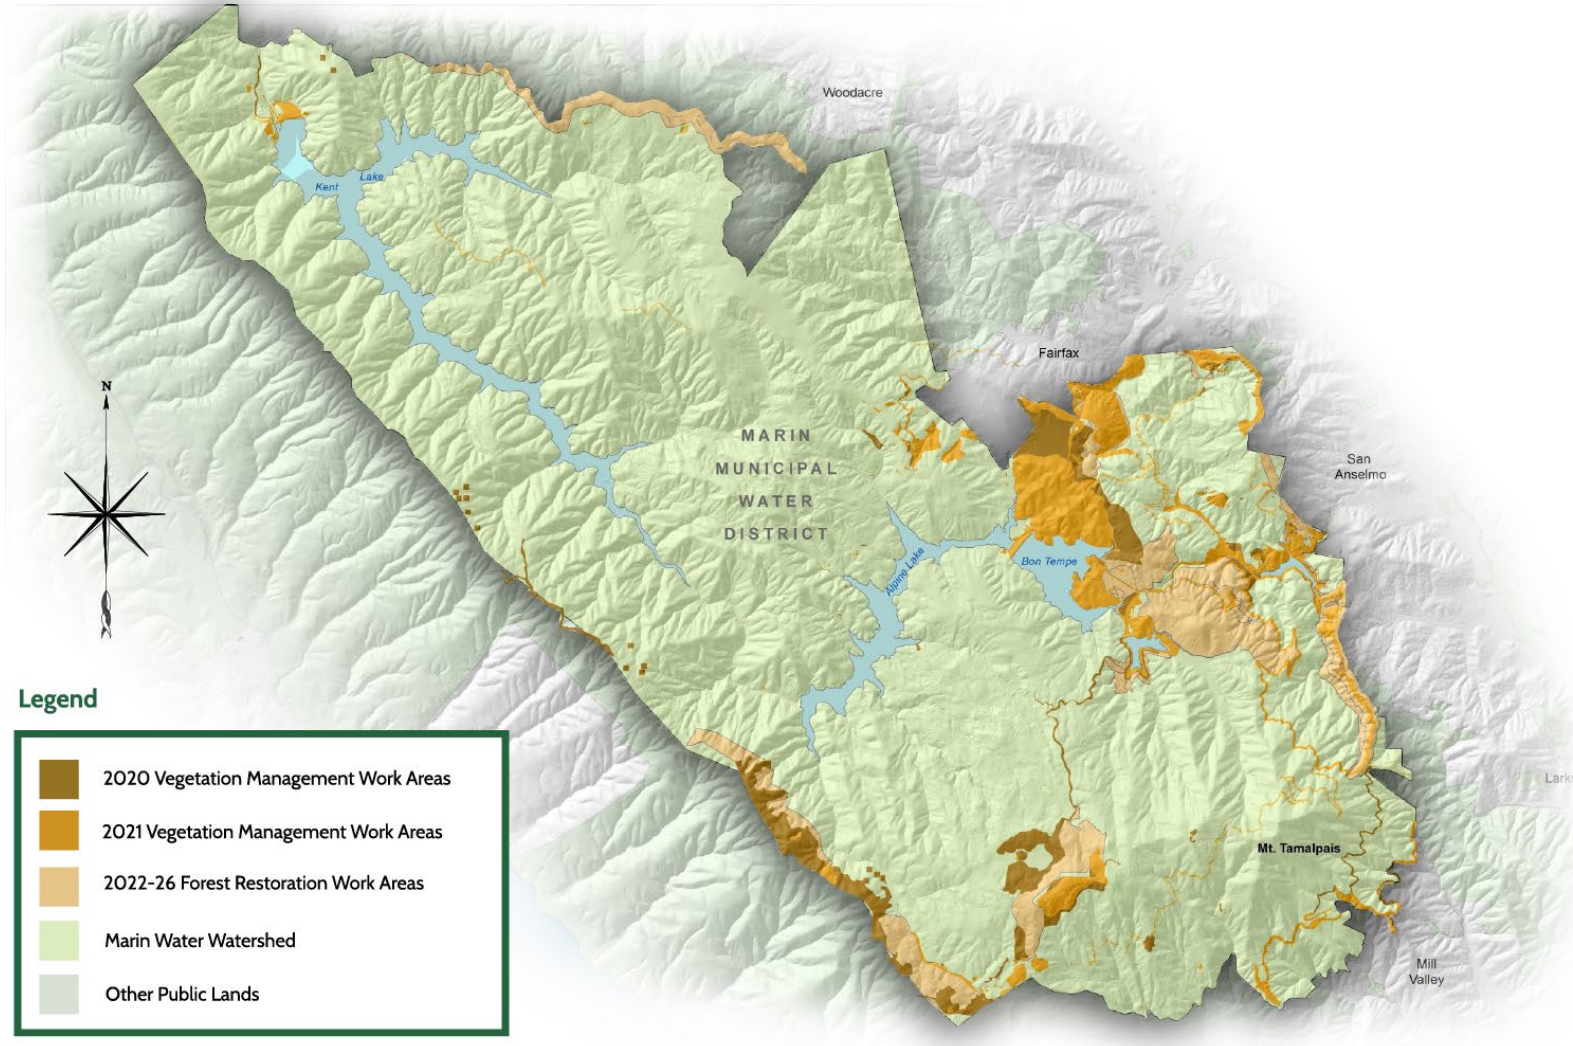 Woodacre
Kent Lake
Fairfax
MARIN
MUNICIPAL
WATER
DISTRICT
San
Anselmo
N
Alpine Lake
Bon Tempe
Legend
2020 Vegetation Management Work Areas
2021 Vegetation Management Work Areas
2022-26 Forest Restoration Work Areas
Marin Water Watershed
Other Public Lands
Larks
Mt. Tamalpais
Mill
Valley